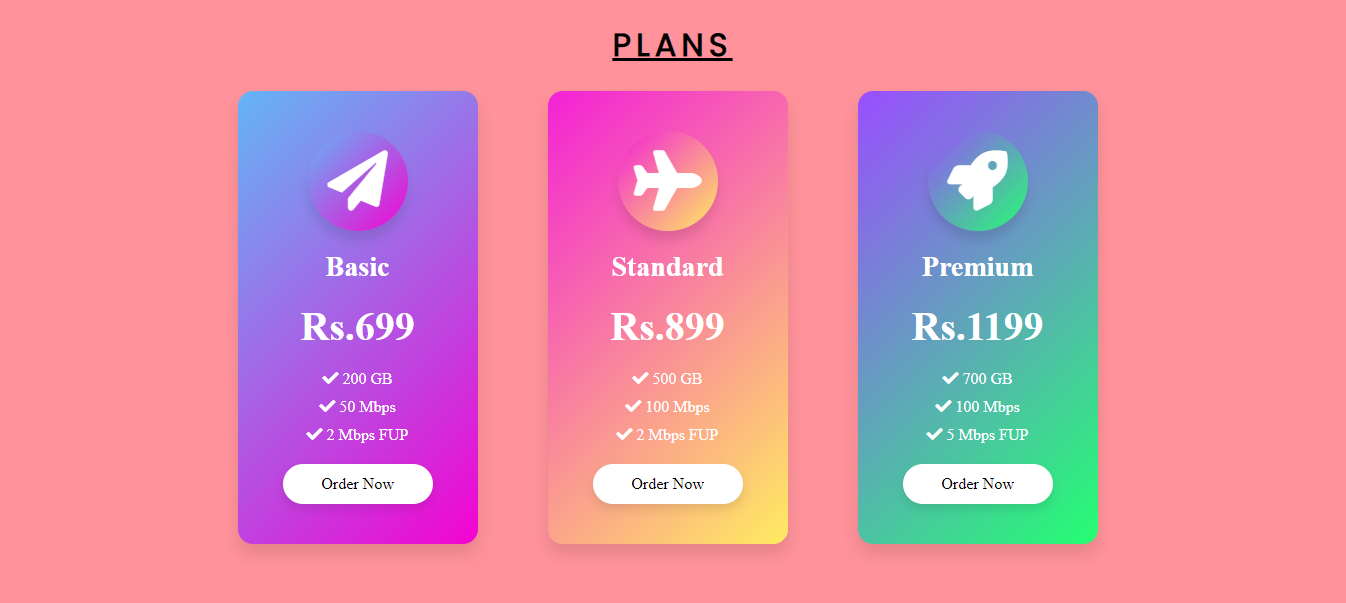 PLANS
Basic
Rs.699
200 GB
50 Mbps
2 Mbps FUP
Order Now
Standard
Rs.899
500 GB
100 Mbps
2 Mbps FUP
Order Now
Premium
Rs.1199
700 GB
100 Mbps
5 Mbps FUP
Order Now